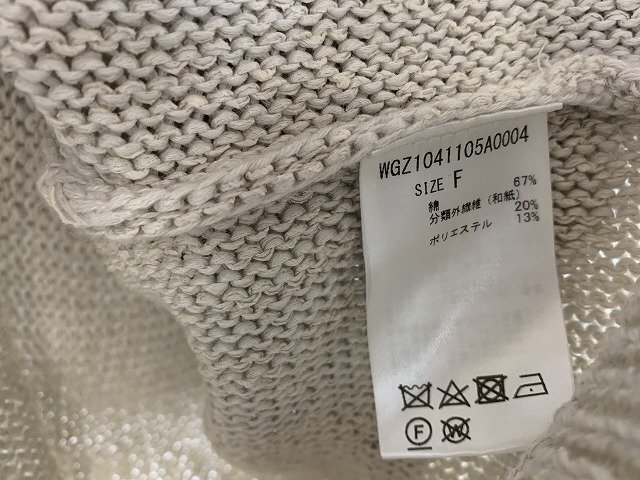 WGZ1041105A0004
SIZE F
綿 67%
分類外繊維（和紙） 20%
ポリエステル 13%
F
W